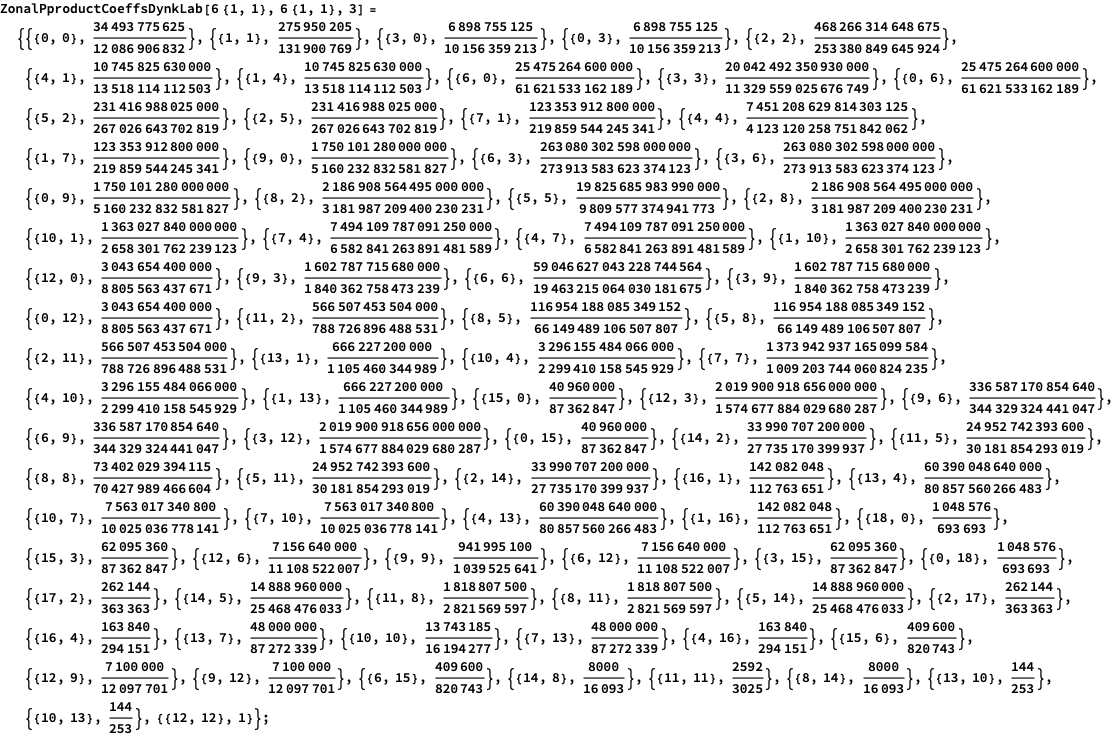 ZonalPproductCoeffsDynkLab[6 {1, 1}, 6 {1, 1}, 3] =
{{{0, 0}, 34 493 775 625/12 086 906 832}, {{1, 1}, 275 950 205/131 900 769}, {{3, 0}, 6 898 755 125/10 156 359 213}, {{0, 3}, 6 898 755 125/10 156 359 213}, {{2, 2}, 468 266 314 648 675/253 380 849 645 924},
{{4, 1}, 10 745 825 630 000/13 518 114 112 503}, {{1, 4}, 10 745 825 630 000/13 518 114 112 503}, {{6, 0}, 25 475 264 600 000/61 621 533 162 189}, {{3, 3}, 20 042 492 350 930 000/11 329 559 025 676 749}, {{0, 6}, 25 475 264 600 000/61 621 533 162 189},
{{5, 2}, 231 416 988 025 000/267 026 643 702 819}, {{2, 5}, 231 416 988 025 000/267 026 643 702 819}, {{7, 1}, 123 353 912 800 000/219 859 544 245 341}, {{4, 4}, 7 451 208 629 814 303 125/4 123 120 258 751 842 062},
{{1, 7}, 123 353 912 800 000/219 859 544 245 341}, {{9, 0}, 1 750 101 280 000 000/5 160 232 832 581 827}, {{6, 3}, 263 080 302 598 000 000/273 913 583 623 374 123}, {{3, 6}, 263 080 302 598 000 000/273 913 583 623 374 123},
{{0, 9}, 1 750 101 280 000 000/5 160 232 832 581 827}, {{8, 2}, 2 186 908 564 495 000 000/3 181 987 209 400 230 231}, {{5, 5}, 19 825 685 983 990 000/9 809 577 374 941 773}, {{2, 8}, 2 186 908 564 495 000 000/3 181 987 209 400 230 231},
{{10, 1}, 1 363 027 840 000 000/2 658 301 762 239 123}, {{7, 4}, 7 494 109 787 091 250 000/6 582 841 263 891 481 589}, {{4, 7}, 7 494 109 787 091 250 000/6 582 841 263 891 481 589}, {{1, 10}, 1 363 027 840 000 000/2 658 301 762 239 123},
{{12, 0}, 3 043 654 400 000/8 805 563 437 671}, {{9, 3}, 1 602 787 715 680 000/1 840 362 758 473 239}, {{6, 6}, 59 046 627 043 228 744 564/19 463 215 064 030 181 675}, {{3, 9}, 1 602 787 715 680 000/1 840 362 758 473 239},
{{0, 12}, 3 043 654 400 000/8 805 563 437 671}, {{11, 2}, 566 507 453 504 000/788 726 896 488 531}, {{8, 5}, 116 954 188 085 349 152/66 149 489 106 507 807}, {{5, 8}, 116 954 188 085 349 152/66 149 489 106 507 807},
{{2, 11}, 566 507 453 504 000/788 726 896 488 531}, {{13, 1}, 666 227 200 000/1 105 460 344 989}, {{10, 4}, 3 296 155 484 066 000/2 299 410 158 545 929}, {{7, 7}, 1 373 942 937 165 099 584/1 009 203 744 060 824 235},
{{4, 10}, 3 296 155 484 066 000/2 299 410 158 545 929}, {{1, 13}, 666 227 200 000/1 105 460 344 989}, {{15, 0}, 40 960 000/87 362 847}, {{12, 3}, 2 019 900 918 656 000 000/1 574 677 884 029 680 287}, {{9, 6}, 336 587 170 854 640/344 329 324 441 047},
{{6, 9}, 336 587 170 854 640/344 329 324 441 047}, {{3, 12}, 2 019 900 918 656 000 000/1 574 677 884 029 680 287}, {{0, 15}, 40 960 000/87 362 847}, {{14, 2}, 33 990 707 200 000/27 735 170 399 937}, {{11, 5}, 24 952 742 393 600/30 181 854 293 019},
{{8, 8}, 73 402 029 394 115/70 427 989 466 604}, {{5, 11}, 24 952 742 393 600/30 181 854 293 019}, {{2, 14}, 33 990 707 200 000/27 735 170 399 937}, {{16, 1}, 142 082 048/112 763 651}, {{13, 4}, 60 390 048 640 000/80 857 560 266 483},
{{10, 7}, 7 563 017 340 800/10 025 036 778 141}, {{7, 10}, 7 563 017 340 800/10 025 036 778 141}, {{4, 13}, 60 390 048 640 000/80 857 560 266 483}, {{1, 16}, 142 082 048/112 763 651}, {{18, 0}, 1 048 576/693 693},
{{15, 3}, 62 095 360/87 362 847}, {{12, 6}, 7 156 640 000/11 108 522 007}, {{9, 9}, 941 995 100/1 039 525 641}, {{6, 12}, 7 156 640 000/11 108 522 007}, {{3, 15}, 62 095 360/87 362 847}, {{0, 18}, 1 048 576/693 693},
{{17, 2}, 262 144/363 363}, {{14, 5}, 14 888 960 000/25 468 476 033}, {{11, 8}, 1 818 807 500/2 821 569 597}, {{8, 11}, 1 818 807 500/2 821 569 597}, {{5, 14}, 14 888 960 000/25 468 476 033}, {{2, 17}, 262 144/363 363},
{{16, 4}, 163 840/294 151}, {{13, 7}, 48 000 000/87 272 339}, {{10, 10}, 13 743 185/16 194 277}, {{7, 13}, 48 000 000/87 272 339}, {{4, 16}, 163 840/294 151}, {{15, 6}, 409 600/820 743},
{{12, 9}, 7 100 000/12 097 701}, {{9, 12}, 7 100 000/12 097 701}, {{6, 15}, 409 600/820 743}, {{14, 8}, 8000/16 093}, {{11, 11}, 2592/3025}, {{8, 14}, 8000/16 093}, {{13, 10}, 144/253},
{{10, 13}, 144/253}, {{12, 12}, 1}};